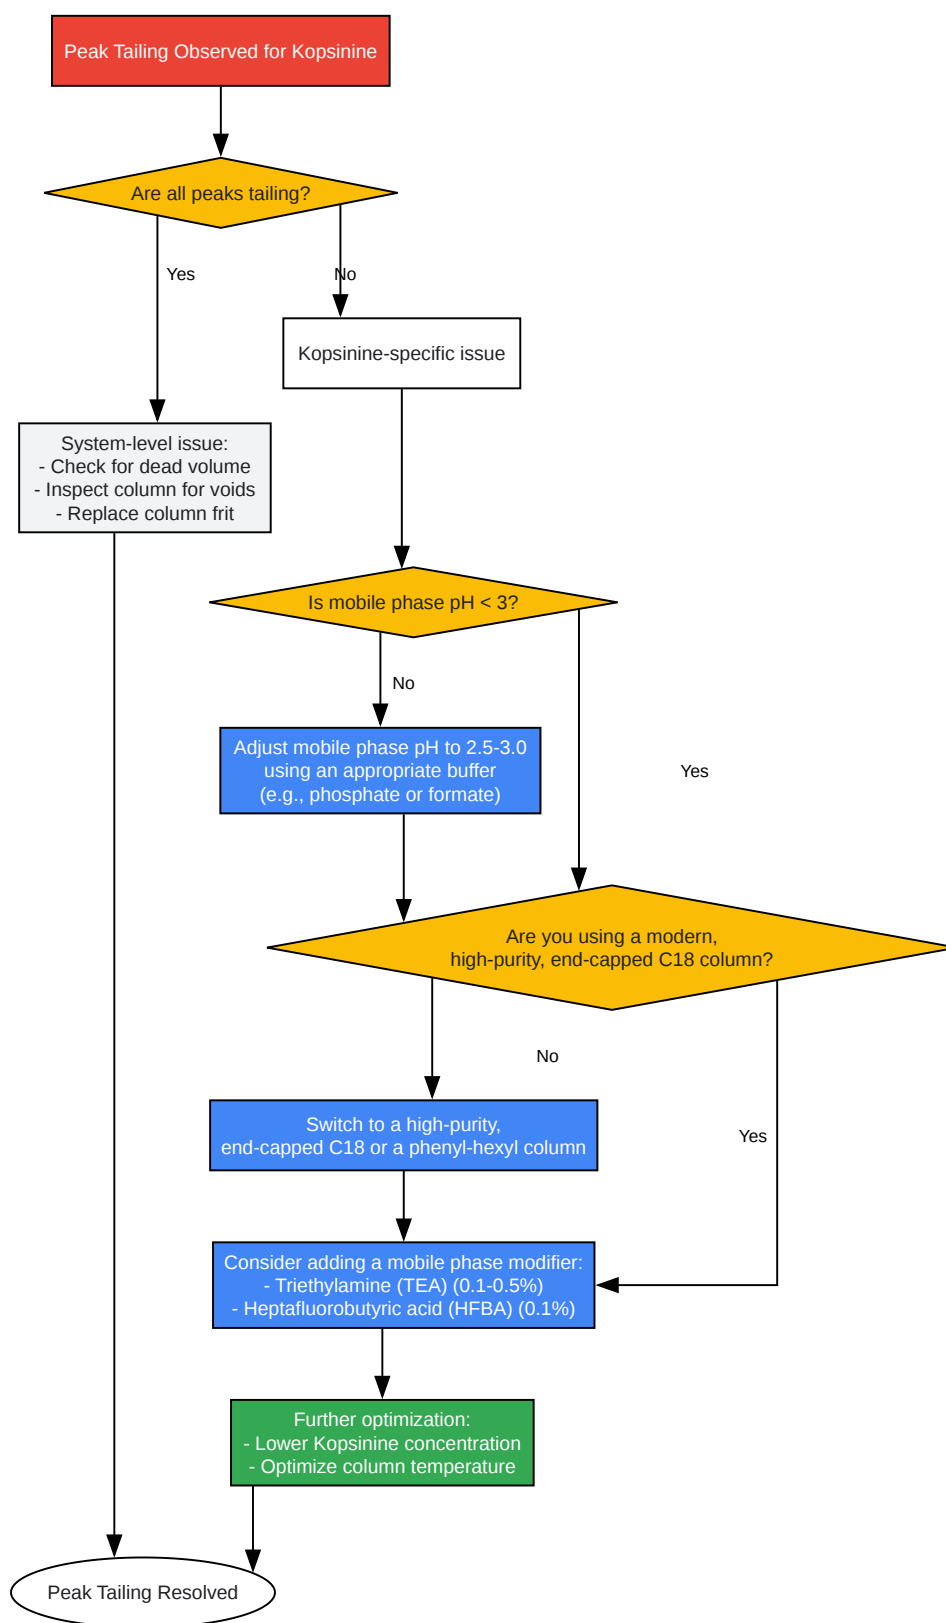 Peak Tailing Observed for Kopsinine
Are all peaks tailing?
Yes
No
Kopsinine-specific issue
System-level issue:
- Check for dead volume
- Inspect column for voids
- Replace column frit
Is mobile phase pH < 3?
No
Adjust mobile phase pH to 2.5-3.0
using an appropriate buffer
(e.g., phosphate or formate)
Yes
Are you using a modern,
high-purity, end-capped C18 column?
No
Switch to a high-purity,
end-capped C18 or a phenyl-hexyl column
Yes
Consider adding a mobile phase modifier:
- Triethylamine (TEA) (0.1-0.5%)
- Heptafluorobutyric acid (HFBA) (0.1%)
Further optimization:
- Lower Kopsinine concentration
- Optimize column temperature
Peak Tailing Resolved